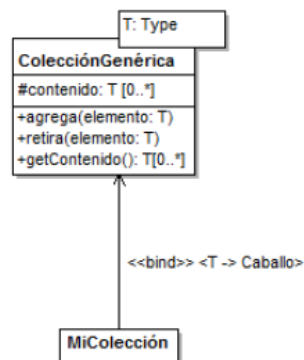 T: Type
ColecciónGenérica
#contenido: T [0..*]
+agrega(elemento: T)
+retira(elemento: T)
+getContenido(): T[0..*]
<<bind>> <T -> Caballo>
MiColección